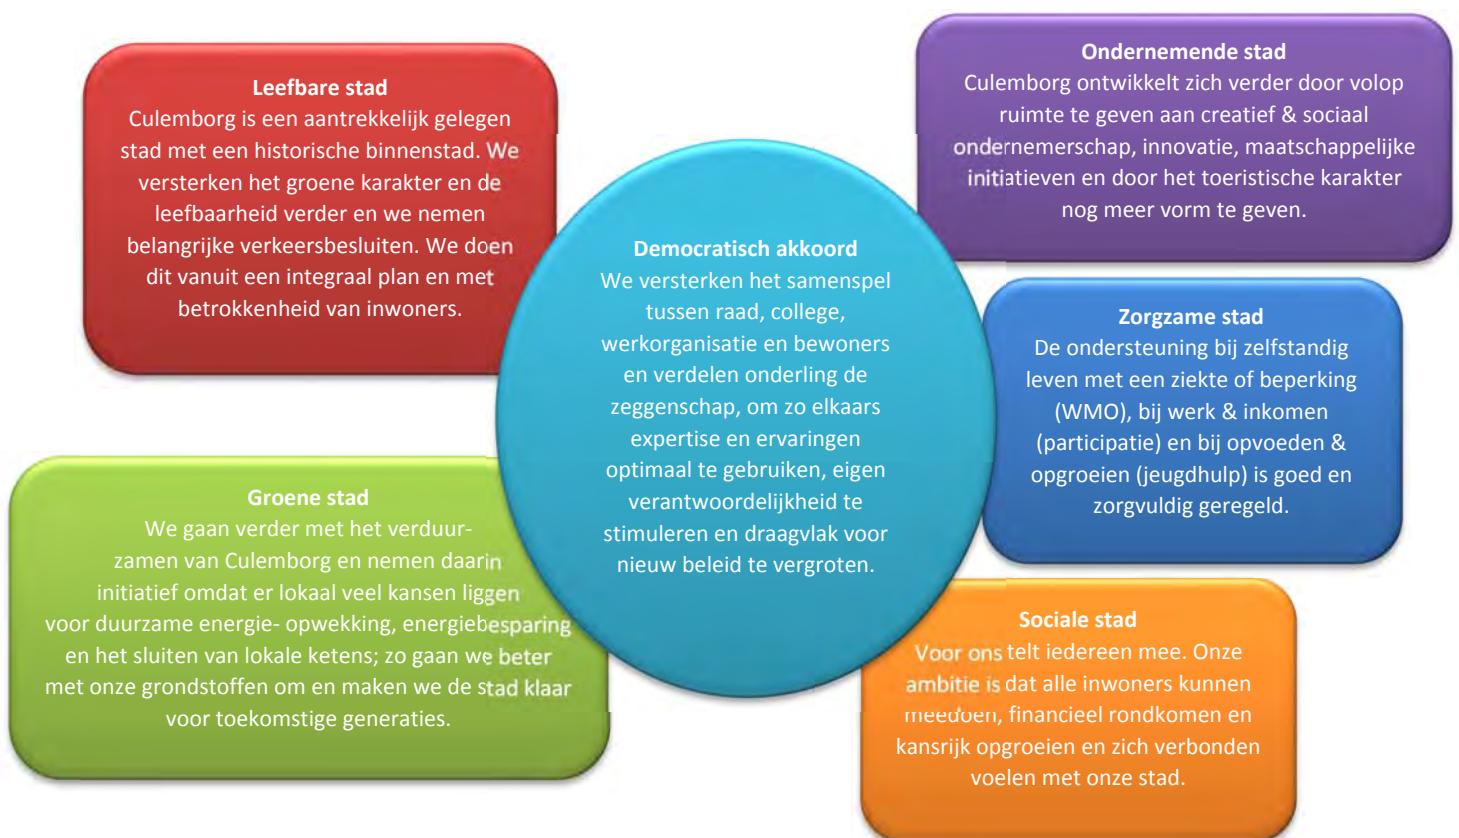 Leefbare stad
Culemborg is een aantrekkelijk gelegen
stad met een historische binnenstad. We
versterken het groene karakter en de
leefbaarheid verder en we nemen
belangrijke verkeersbesluiten. We doen
dit vanuit een integraal plan en met
betrokkenheid van inwoners.
Groene stad
We gaan verder met het verduur-
zamen van Culemborg en nemen daarin
initiatief omdat er lokaal veel kansen liggen
voor duurzame energie- opwekking, energiebesparing
en het sluiten van lokale ketens; zo gaan we beter
met onze grondstoffen om en maken we de stad klaar
voor toekomstige generaties.
Democratisch akkoord
We versterken het samenspel
tussen raad, college,
werkorganisatie en bewoners
en verdelen onderling de
zeggenschap, om zo elkaars
expertise en ervaringen
optimaal te gebruiken, eigen
verantwoordelijkheid te
stimuleren en draagvlak voor
nieuw beleid te vergroten.
Ondernemende stad
Culemborg ontwikkelt zich verder door volop
ruimte te geven aan creatief & sociaal
ondernemerschap, innovatie, maatschappelijke
initiatieven en door het toeristische karakter
nog meer vorm te geven.
Zorgzame stad
De ondersteuning bij zelfstandig
leven met een ziekte of beperking
(WMO), bij werk & inkomen
(participatie) en bij opvoeden &
opgroeien (jeugdhulp) is goed en
zorgvuldig geregeld.
Sociale stad
Voor ons telt iedereen mee. Onze
ambitie is dat alle inwoners kunnen
meedoen, financieel rondkomen en
kansrijk opgroeien en zich verbonden
voelen met onze stad.